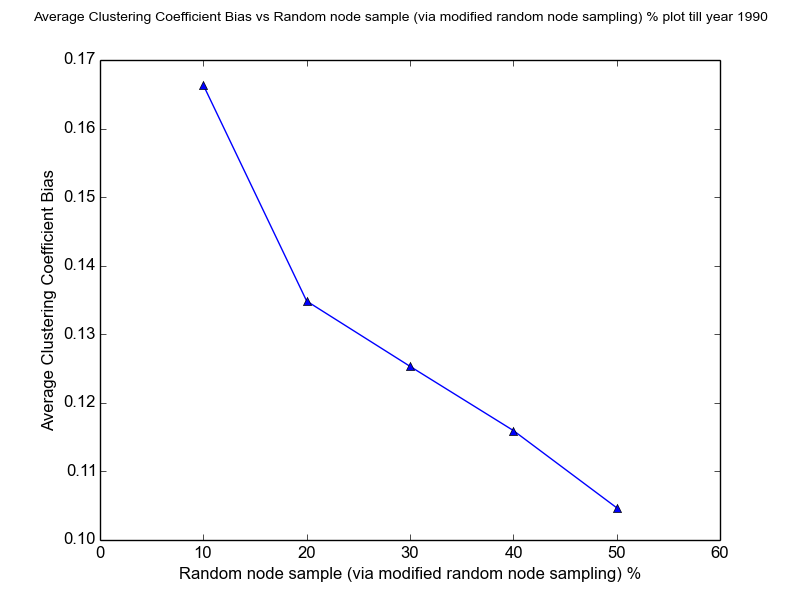 Average Clustering Coefficient Bias vs Random node sample (via modified random node sampling) % plot till year 1990
0.17
0.16
0.15
0.14
0.13
0.12
0.11
0.10
Average Clustering Coefficient Bias
0 10 20 30 40 50 60
Random node sample (via modified random node sampling) %